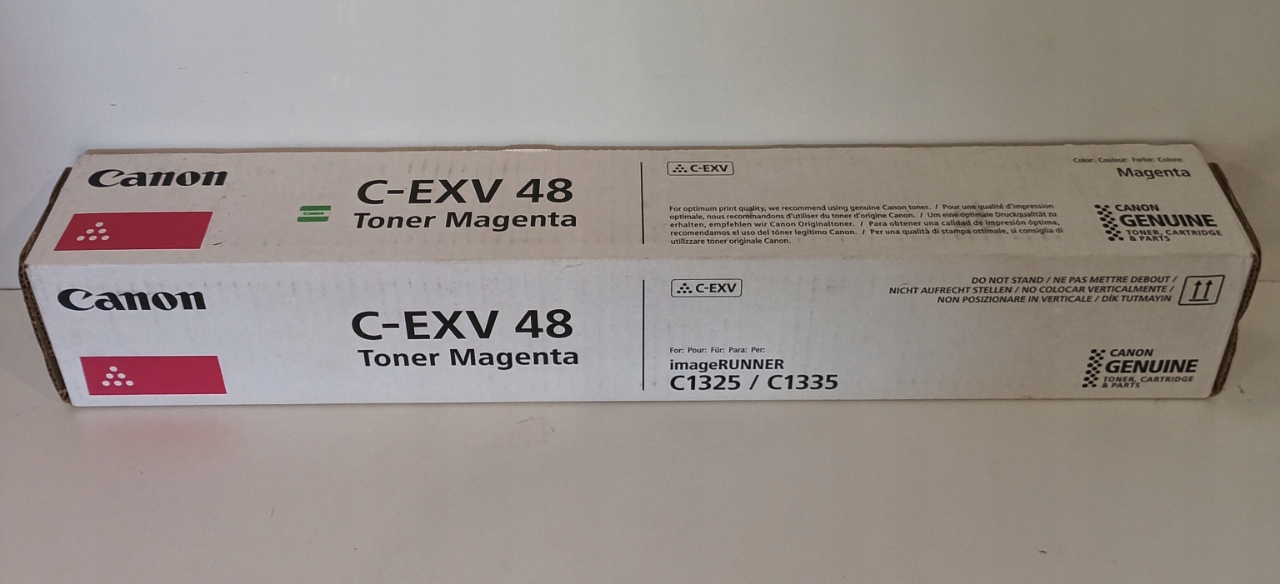 Canon
C-EXV 48
Toner Magenta
C-EXV
For optimum print quality, we recommend using genuine Canon toner. / Pour une qualité d'impression
optimale, nous recommandons d'utiliser du toner d'origine Canon. / Um eine optimale Druckqualität zu
erhalten, empfehlen wir Canon Originaltoner. / Para obtener una calidad de impresión óptima,
recomendamos el uso del tóner legítimo Canon. / Per una qualità di stampa ottimale, si consiglia di
utilizzare toner originale Canon.
Color: Couleur: Farbe: Colore:
Magenta
CANON
GENUINE
TONER, CARTRIDGE
& PARTS
Canon
C-EXV 48
Toner Magenta
C-EXV
For: Pour: Für: Para: Per:
imageRUNNER
C1325 / C1335
DO NOT STAND / NE PAS METTRE DEBOUT /
NICHT AUFRECHT STELLEN / NO COLOCAR VERTICALMENTE /
NON POSIZIONARE IN VERTICALE / DİK TUTMAYIN
CANON
GENUINE
TONER, CARTRIDGE
& PARTS